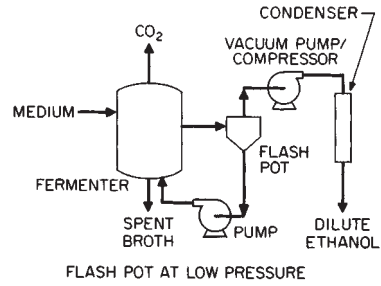 CONDENSER
CO2
VACUUM PUMP/
COMPRESSOR
MEDIUM
FLASH
POT
FERMENTER
SPENT
BROTH
PUMP
DILUTE
ETHANOL
FLASH POT AT LOW PRESSURE